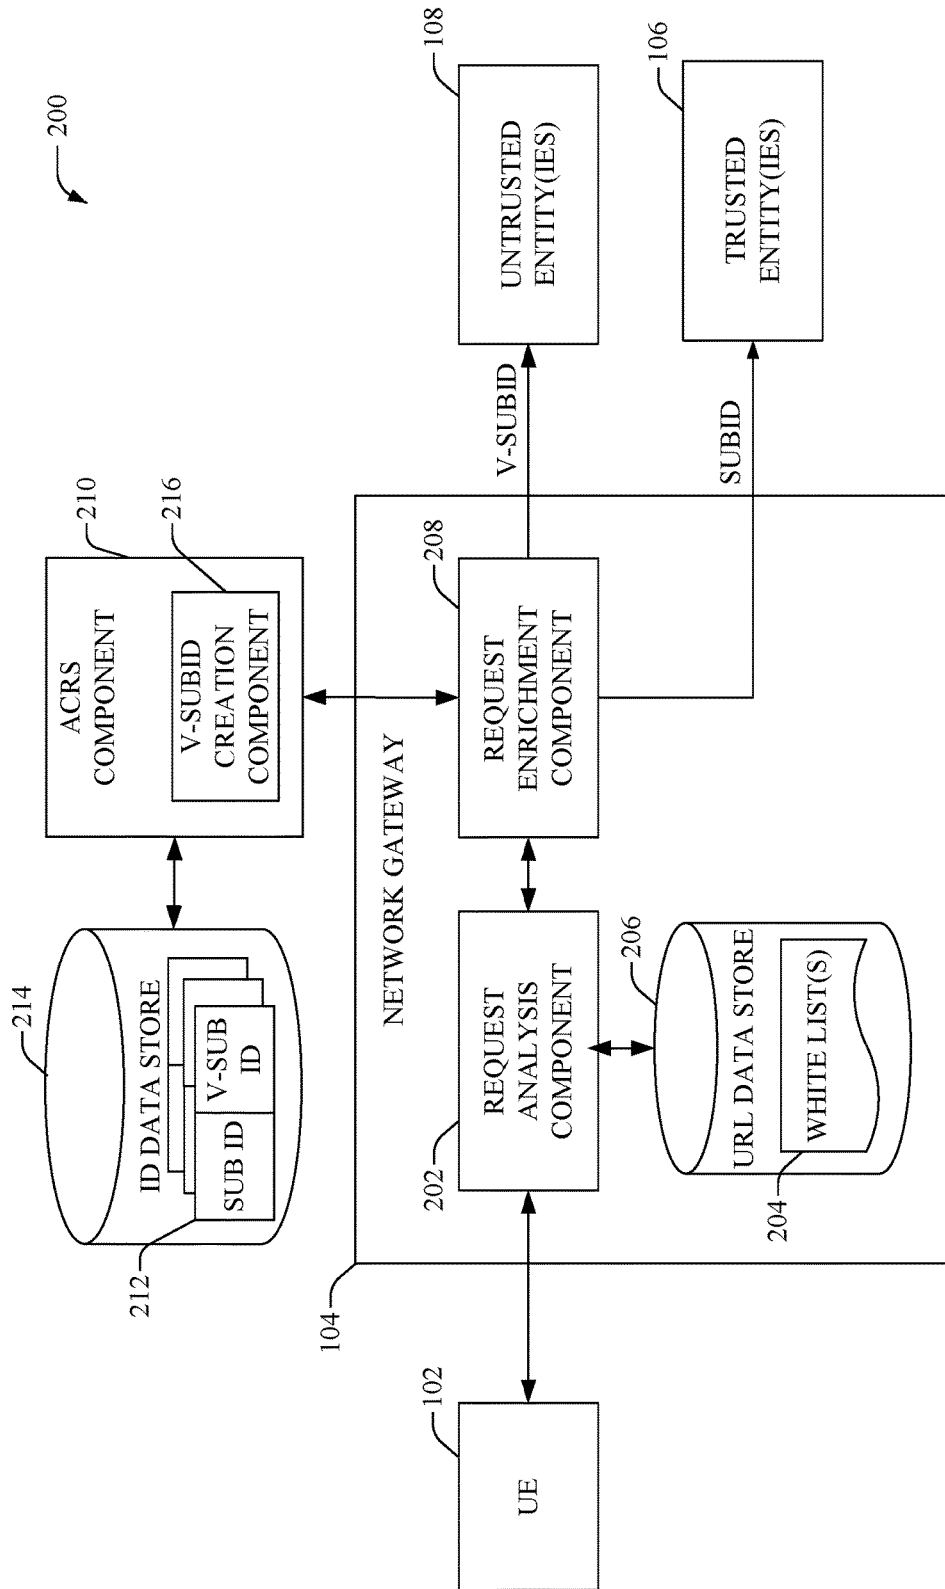 200
214
ID DATA STORE
SUB ID
V-SUB
ID
212
210
ACRS
COMPONENT
216
V-SUBID
CREATION
COMPONENT
104
NETWORK GATEWAY
102
UE
202
REQUEST
ANALYSIS
COMPONENT
208
REQUEST
ENRICHMENT
COMPONENT
V-SUBID
108
UNTRUSTED
ENTITY(IES)
206
URL DATA STORE
WHITE LIST(S)
204
SUBID
106
TRUSTED
ENTITY(IES)